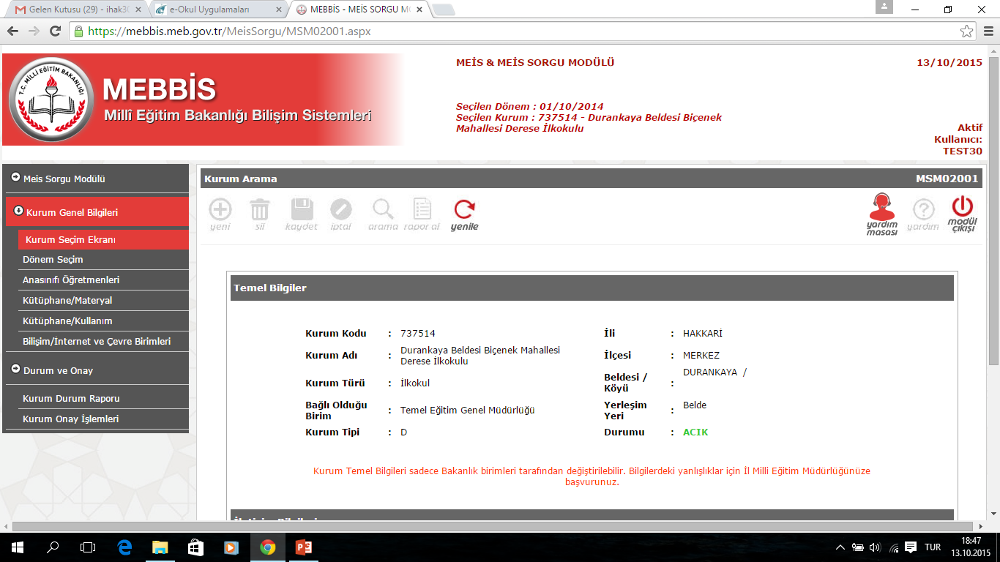 Gelen Kutusu (29) - ihak30
e-Okul Uygulamaları
MEBBİS - MEİS SORGU MO
https://mebbis.meb.gov.tr/MeisSorgu/MSM02001.aspx
T.C. MİLLÎ EĞİTİM BAKANLIĞI
MEBBİS
Millî Eğitim Bakanlığı Bilişim Sistemleri
MEİS & MEİS SORGU MODÜLÜ
13/10/2015
Seçilen Dönem : 01/10/2014
Seçilen Kurum : 737514 - Durankaya Beldesi Biçenek
Mahallesi Derese İlkokulu
Aktif
Kullanıcı:
TEST30
Meis Sorgu Modülü
Kurum Genel Bilgileri
Kurum Seçim Ekranı
Dönem Seçim
Anasınıfı Öğretmenleri
Kütüphane/Materyal
Kütüphane/Kullanım
Bilişim/İnternet ve Çevre Birimleri
Durum ve Onay
Kurum Durum Raporu
Kurum Onay İşlemleri
Kurum Arama
MSM02001
yeni
sil
kaydet
iptal
arama
rapor al
yenile
yardım
masası
yardım
modül
çıkışı
Temel Bilgiler
Kurum Kodu : 737514
İli : HAKKARİ
Kurum Adı : Durankaya Beldesi Biçenek Mahallesi
Derese İlkokulu
İlçesi : MERKEZ
Kurum Türü : İlkokul
Beldesi /
Köyü : DURANKAYA /
Bağlı Olduğu
Birim : Temel Eğitim Genel Müdürlüğü
Yerleşim
Yeri : Belde
Kurum Tipi : D
Durumu : ACIK
Kurum Temel Bilgileri sadece Bakanlık birimleri tarafından değiştirilebilir. Bilgilerdeki yanlışlıklar için İl Milli Eğitim Müdürlüğünüze
başvurunuz.
İletişim Bilgileri
TUR
18:47
13.10.2015